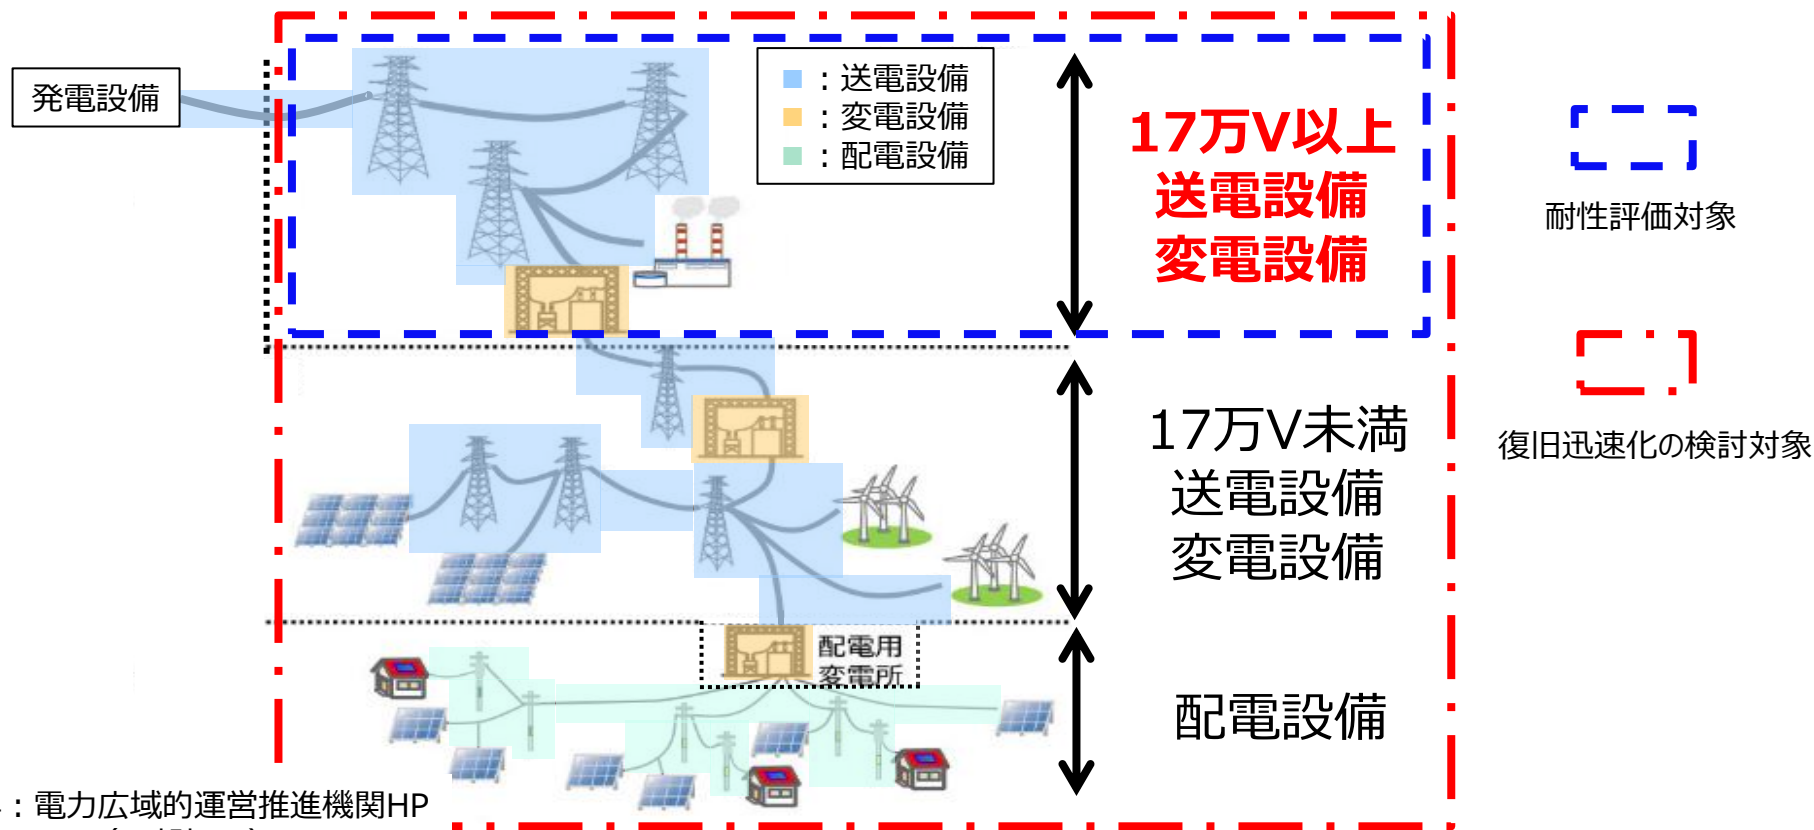 発電設備
：送電設備
：変電設備
：配電設備
17万V以上
送電設備
変電設備
耐性評価対象
17万V未満
送電設備
変電設備
復旧迅速化の検討対象
配電用
変電所
配電設備
：電力広域的運営推進機関HP